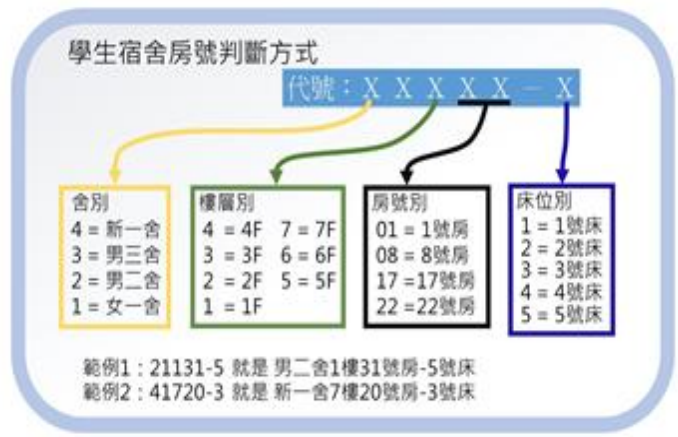 學生宿舍房號判斷方式
代號：X X X X X － X
舍別
4 = 新一舍
3 = 男三舍
2 = 男二舍
1 = 女一舍
樓層別
4 = 4F 7 = 7F
3 = 3F 6 = 6F
2 = 2F 5 = 5F
1 = 1F
房號別
01 = 1號房
08 = 8號房
17 =17號房
22 =22號房
床位別
1 = 1號床
2 = 2號床
3 = 3號床
4 = 4號床
5 = 5號床
範例1：21131-5 就是 男二舍1樓31號房-5號床
範例2：41720-3 就是 新一舍7樓20號房-3號床